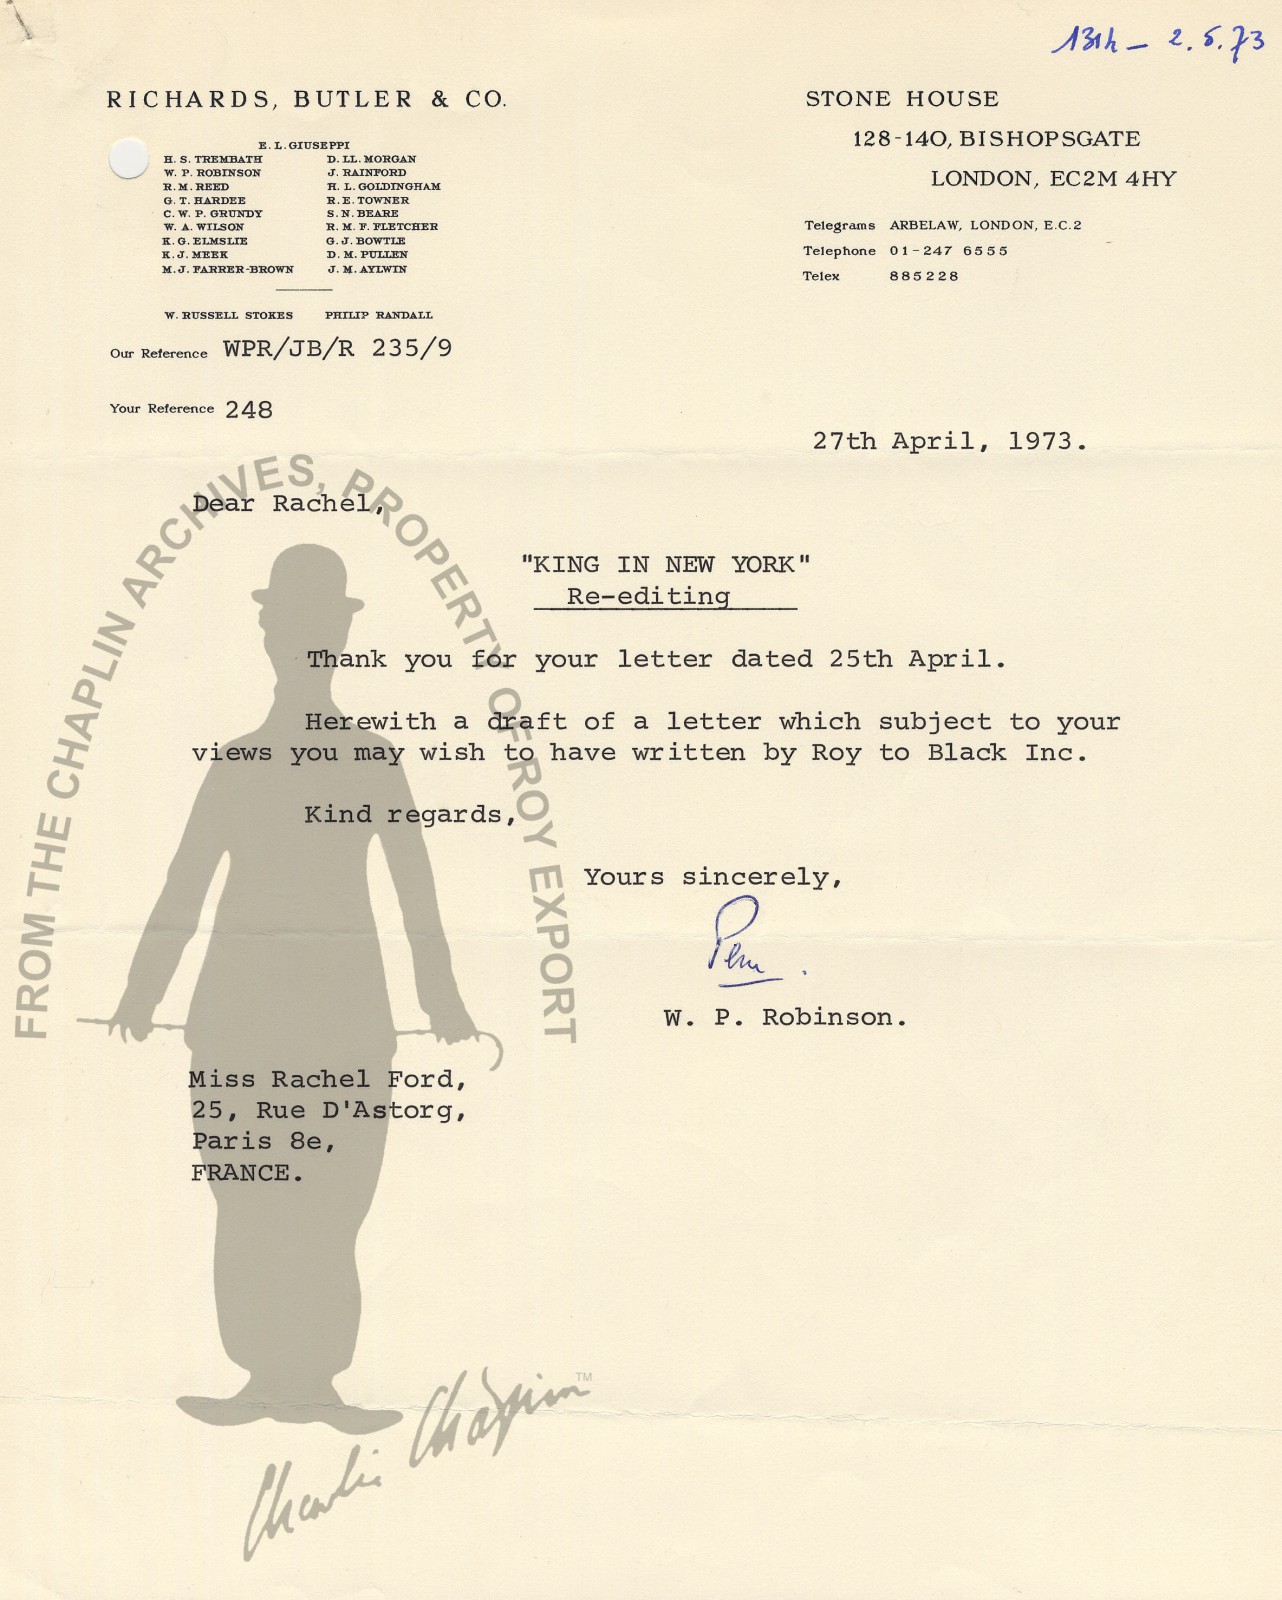 13th - 2.5.73
RICHARDS, BUTLER & CO.
E. L. GIUSEPPI
H. S. TREMBATH
W. P. ROBINSON
R. M. REED
G. T. HARDEE
C. W. P. GRUNDY
W. A. WILSON
K. G. ELMSLIE
K. J. MEEK
M. J. FARRER-BROWN
D. LL. MORGAN
J. RAINFORD
H. L. GOLDINGHAM
R. E. TOWNER
S. N. BEARE
R. M. F. FLETCHER
G. J. BOWTLE
D. M. PULLEN
J. M. AYLWIN
W. RUSSELL STOKES PHILIP RANDALL
STONE HOUSE
128-140, BISHOPSGATE
LONDON, EC2M 4HY
Telegrams ARBELAW, LONDON, E.C.2
Telephone 01-247 6555
Telex 885228
Our Reference WPR/JB/R 235/9
Your Reference 248
27th April, 1973.
Dear Rachel,
"KING IN NEW YORK"
Re-editing
Thank you for your letter dated 25th April.
Herewith a draft of a letter which subject to your
views you may wish to have written by Roy to Black Inc.
Kind regards,
Yours sincerely,
W. P. Robinson.
Miss Rachel Ford,
25, Rue D'Astorg,
Paris 8e,
FRANCE.
FROM THE CHAPLIN ARCHIVES, PROPERTY OF ROY EXPORT
Charlie Chaplin TM